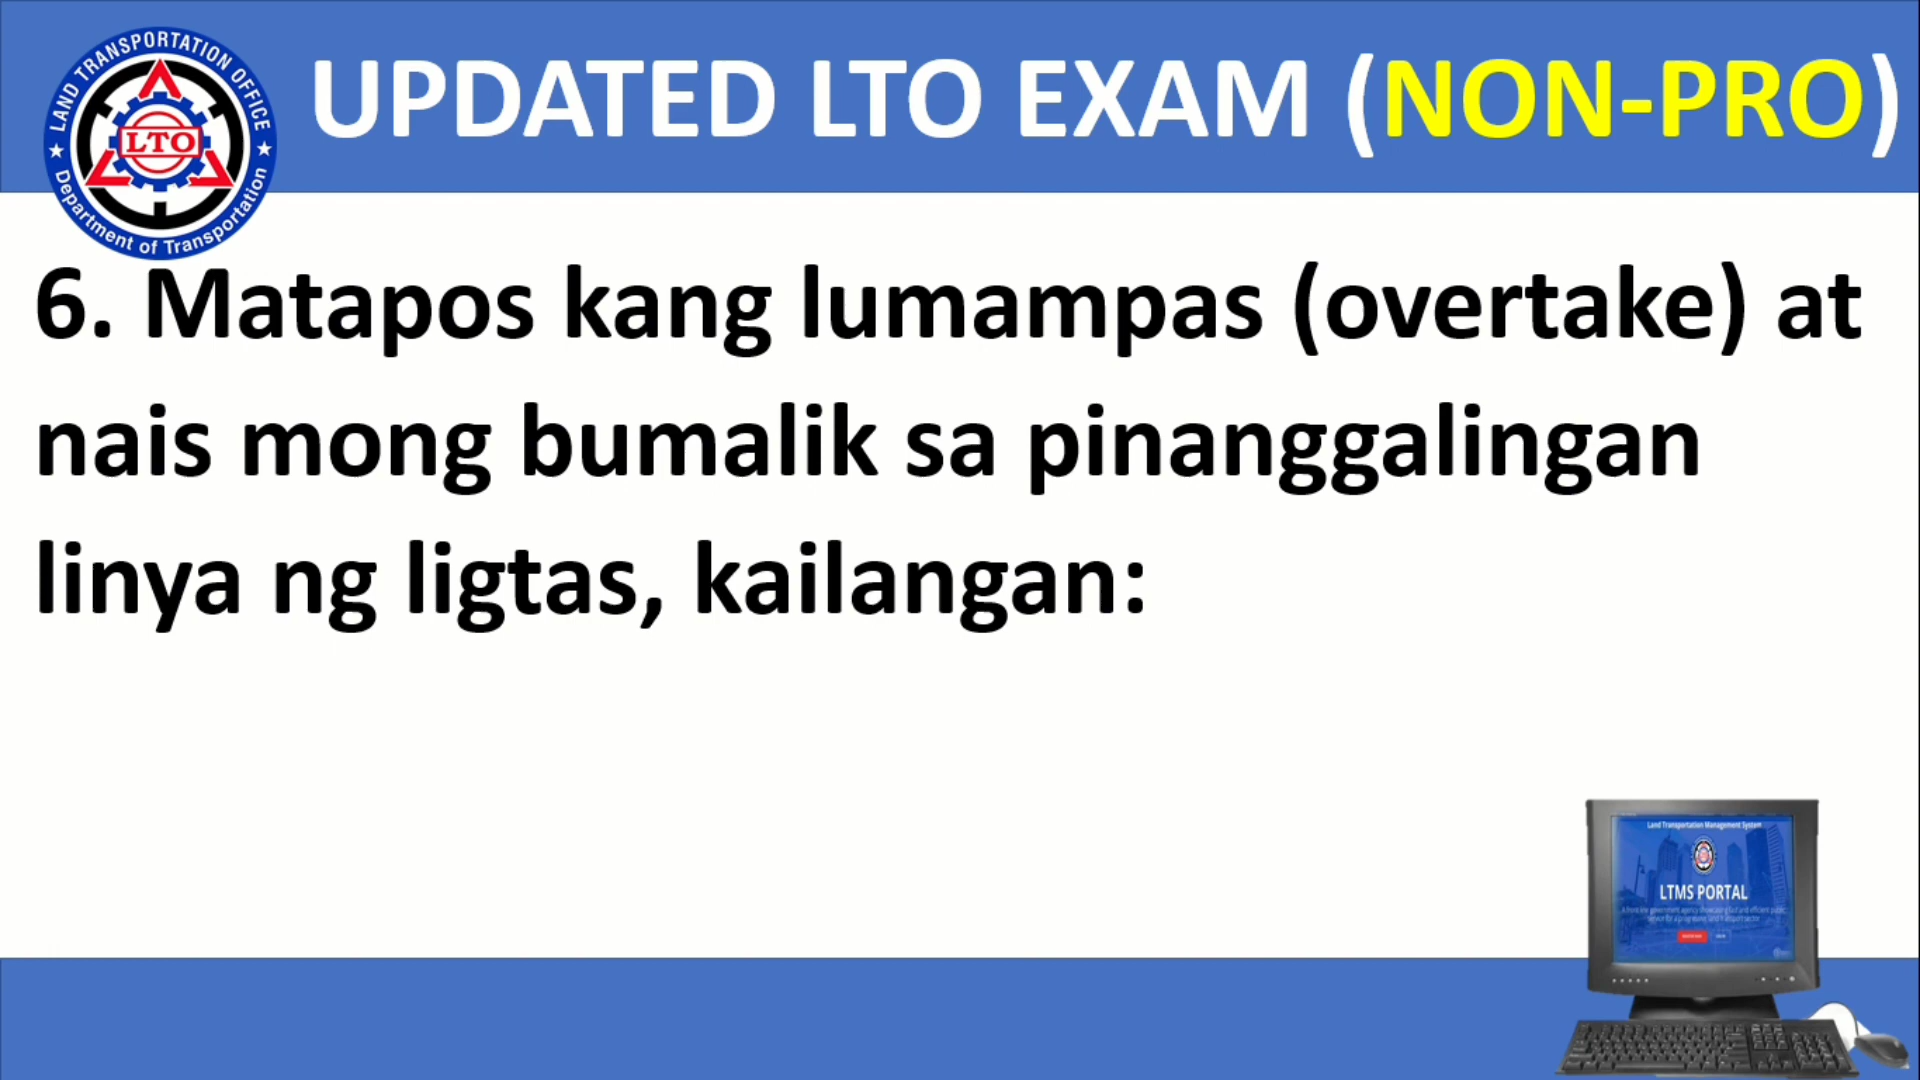 LAND TRANSPORTATION OFFICE
LTO
Department of Transportation
UPDATED LTO EXAM (NON-PRO)
6. Matapos kang lumampas (overtake) at
nais mong bumalik sa pinanggalingan
linya ng ligtas, kailangan:
Land Transportation Management System
LTMS PORTAL